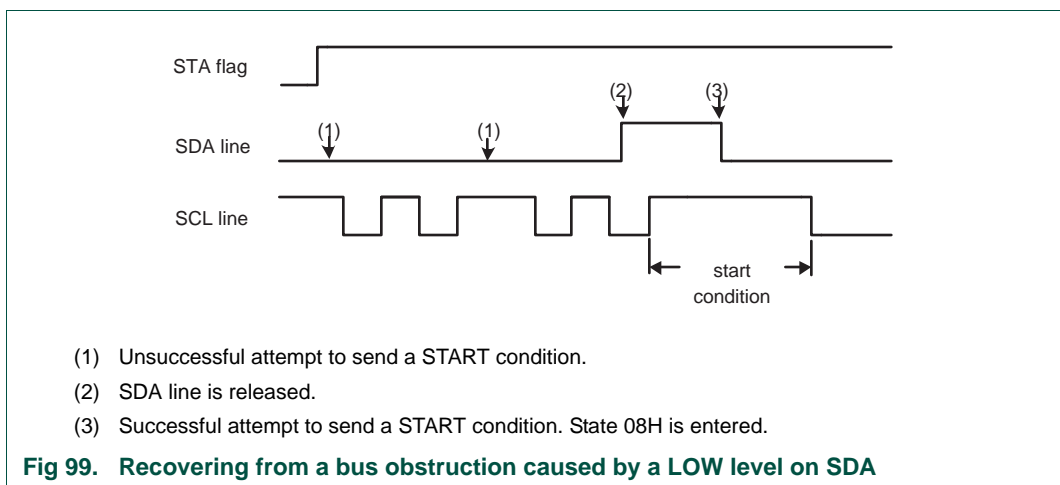 STA flag
(2) (3)
(1) (1)
SDA line
SCL line
start
condition
(1) Unsuccessful attempt to send a START condition.
(2) SDA line is released.
(3) Successful attempt to send a START condition. State 08H is entered.
Fig 99. Recovering from a bus obstruction caused by a LOW level on SDA